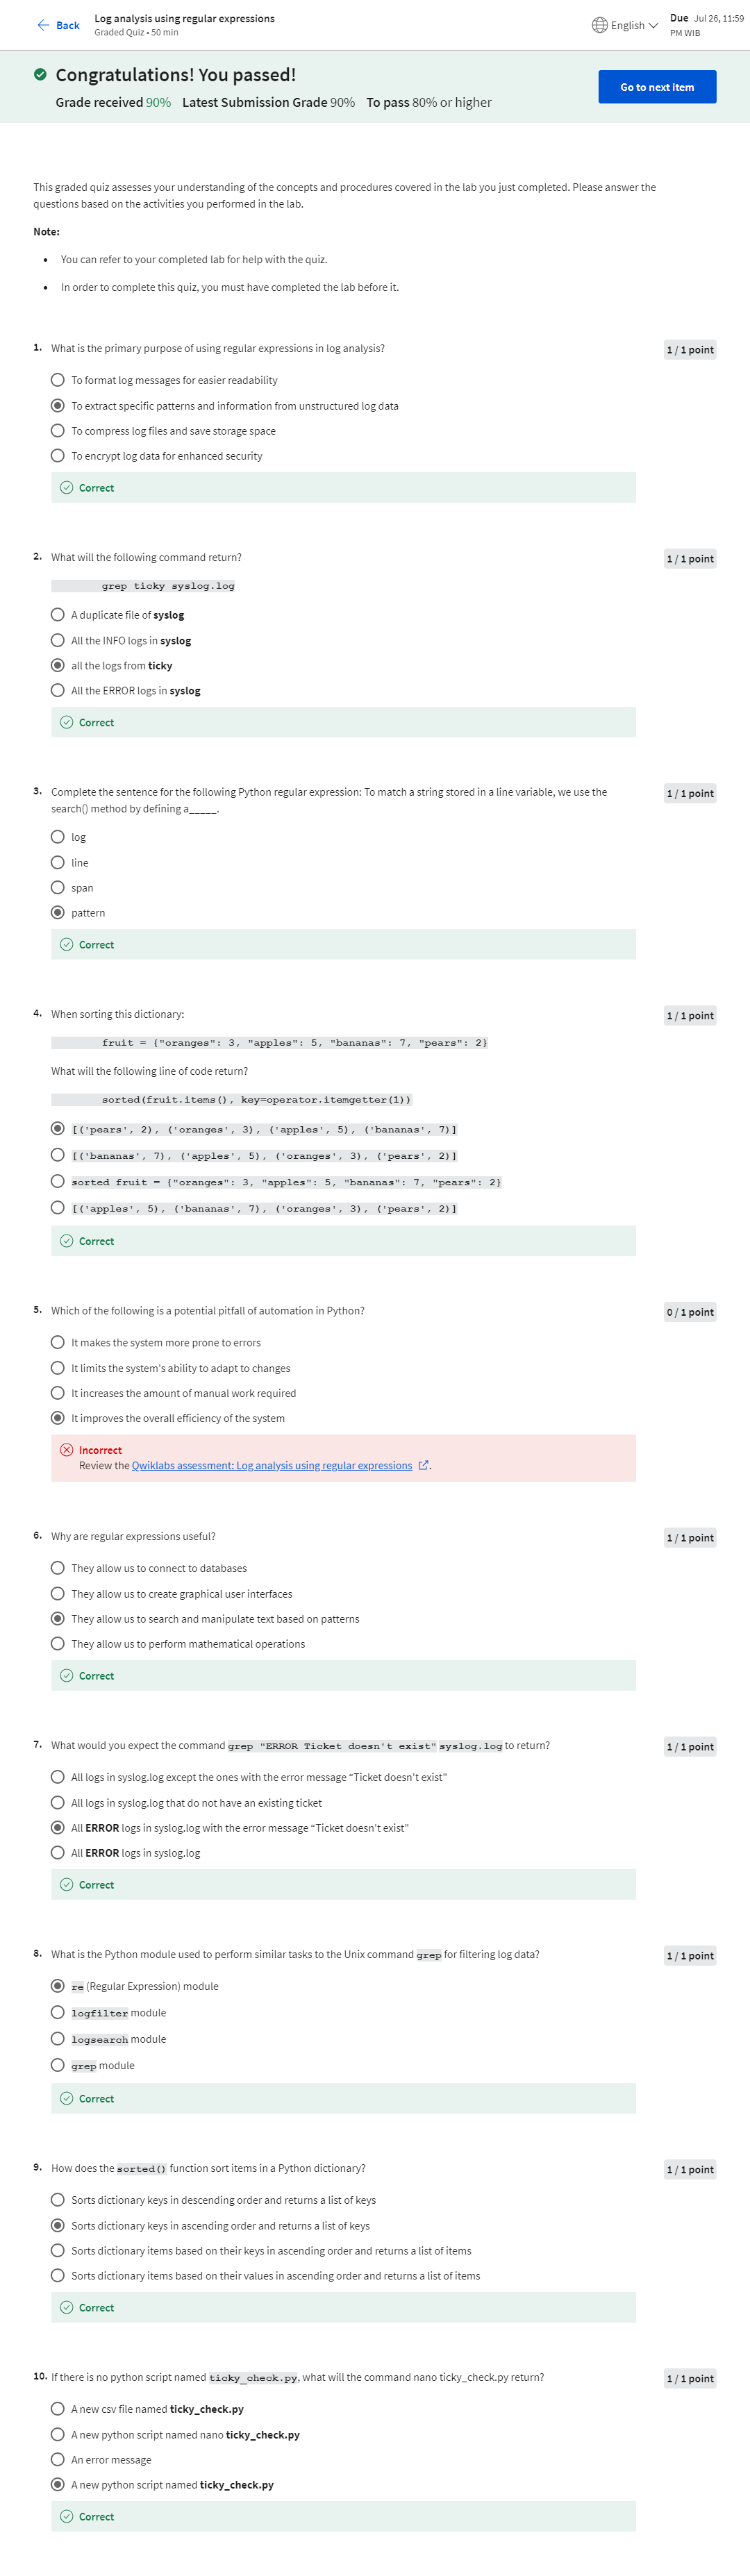 Back
Log analysis using regular expressions
Graded Quiz • 50 min
English
Due Jul 26, 11:59
PM WIB
Congratulations! You passed!
Grade received 90% Latest Submission Grade 90% To pass 80% or higher
Go to next item
This graded quiz assesses your understanding of the concepts and procedures covered in the lab you just completed. Please answer the
questions based on the activities you performed in the lab.
Note:
• You can refer to your completed lab for help with the quiz.
• In order to complete this quiz, you must have completed the lab before it.
1. What is the primary purpose of using regular expressions in log analysis?
1 / 1 point
To format log messages for easier readability
To extract specific patterns and information from unstructured log data
To compress log files and save storage space
To encrypt log data for enhanced security
Correct
2. What will the following command return?
1 / 1 point
grep ticky syslog.log
A duplicate file of syslog
All the INFO logs in syslog
all the logs from ticky
All the ERROR logs in syslog
Correct
3. Complete the sentence for the following Python regular expression: To match a string stored in a line variable, we use the
search() method by defining a_____.
1 / 1 point
log
line
span
pattern
Correct
4. When sorting this dictionary:
1 / 1 point
fruit = {"oranges": 3, "apples": 5, "bananas": 7, "pears": 2}
What will the following line of code return?
sorted(fruit.items(), key=operator.itemgetter(1))
[('pears', 2), ('oranges', 3), ('apples', 5), ('bananas', 7)]
[('bananas', 7), ('apples', 5), ('oranges', 3), ('pears', 2)]
sorted fruit = {"oranges": 3, "apples": 5, "bananas": 7, "pears": 2}
[('apples', 5), ('bananas', 7), ('oranges', 3), ('pears', 2)]
Correct
5. Which of the following is a potential pitfall of automation in Python?
0 / 1 point
It makes the system more prone to errors
It limits the system's ability to adapt to changes
It increases the amount of manual work required
It improves the overall efficiency of the system
Incorrect
Review the Qwiklabs assessment: Log analysis using regular expressions .
6. Why are regular expressions useful?
1 / 1 point
They allow us to connect to databases
They allow us to create graphical user interfaces
They allow us to search and manipulate text based on patterns
They allow us to perform mathematical operations
Correct
7. What would you expect the command grep "ERROR Ticket doesn't exist" syslog.log to return?
1 / 1 point
All logs in syslog.log except the ones with the error message “Ticket doesn’t exist”
All logs in syslog.log that do not have an existing ticket
All ERROR logs in syslog.log with the error message “Ticket doesn’t exist”
All ERROR logs in syslog.log
Correct
8. What is the Python module used to perform similar tasks to the Unix command grep for filtering log data?
1 / 1 point
re (Regular Expression) module
logfilter module
logsearch module
grep module
Correct
9. How does the sorted() function sort items in a Python dictionary?
1 / 1 point
Sorts dictionary keys in descending order and returns a list of keys
Sorts dictionary keys in ascending order and returns a list of keys
Sorts dictionary items based on their keys in ascending order and returns a list of items
Sorts dictionary items based on their values in ascending order and returns a list of items
Correct
10. If there is no python script named ticky_check.py, what will the command nano ticky_check.py return?
1 / 1 point
A new csv file named ticky_check.py
A new python script named nano ticky_check.py
An error message
A new python script named ticky_check.py
Correct